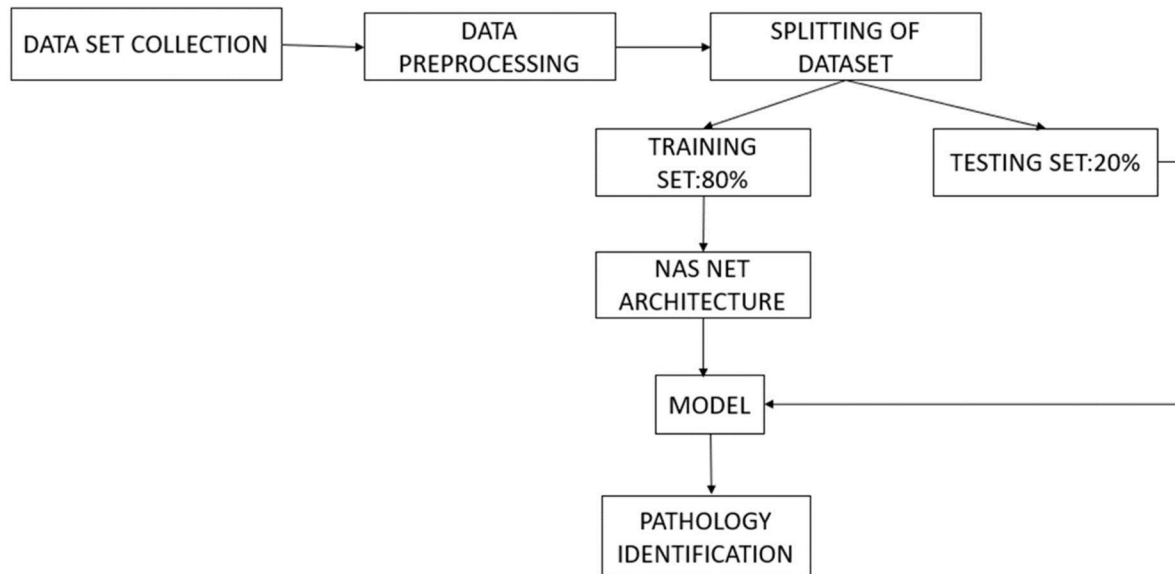 DATA SET COLLECTION
DATA
PREPROCESSING
SPLITTING OF
DATASET
TRAINING
SET:80%
TESTING SET:20%
NAS NET
ARCHITECTURE
MODEL
PATHOLOGY
IDENTIFICATION